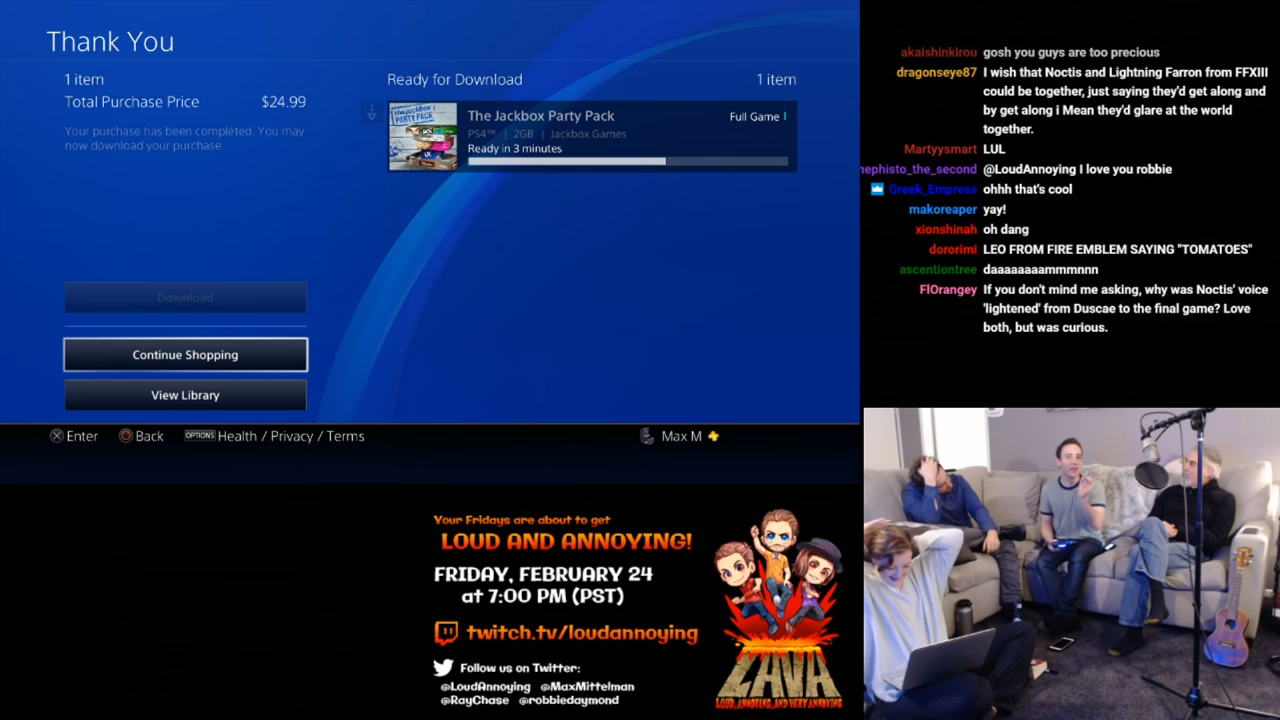 Thank You
1 item
Total Purchase Price $24.99
Your purchase has been completed. You may
now download your purchase.
Download
Continue Shopping
View Library
Ready for Download 1 item
The Jackbox Party Pack Full Game
PS4™ | 2GB | Jackbox Games
Ready in 3 minutes
the Jackbox
PARTY PACK
Enter Back OPTIONS Health / Privacy / Terms Max M
akaishinkirou gosh you guys are too precious
dragonseye87 I wish that Noctis and Lightning Farron from FFXIII
could be together, just saying they'd get along and
by get along i Mean they'd glare at the world
together.
Martyysmart LUL
nephisto_the_second @LoudAnnoying I love you robbie
Greek_Empress ohhh that's cool
makoreaper yay!
xionshinah oh dang
dororimi LEO FROM FIRE EMBLEM SAYING "TOMATOES"
ascentiontree daaaaaaammmnnn
FlOrangey If you don't mind me asking, why was Noctis' voice
'lightened' from Duscae to the final game? Love
both, but was curious.
Your Fridays are about to get
LOUD AND ANNOYING!
FRIDAY, FEBRUARY 24
at 7:00 PM (PST)
twitch.tv/loudannoying
Follow us on Twitter:
@LoudAnnoying @MaxMittelman
@RayChase @robbiedaymond
LAVA
LOUD, ANNOYING, AND VERY ANNOYING